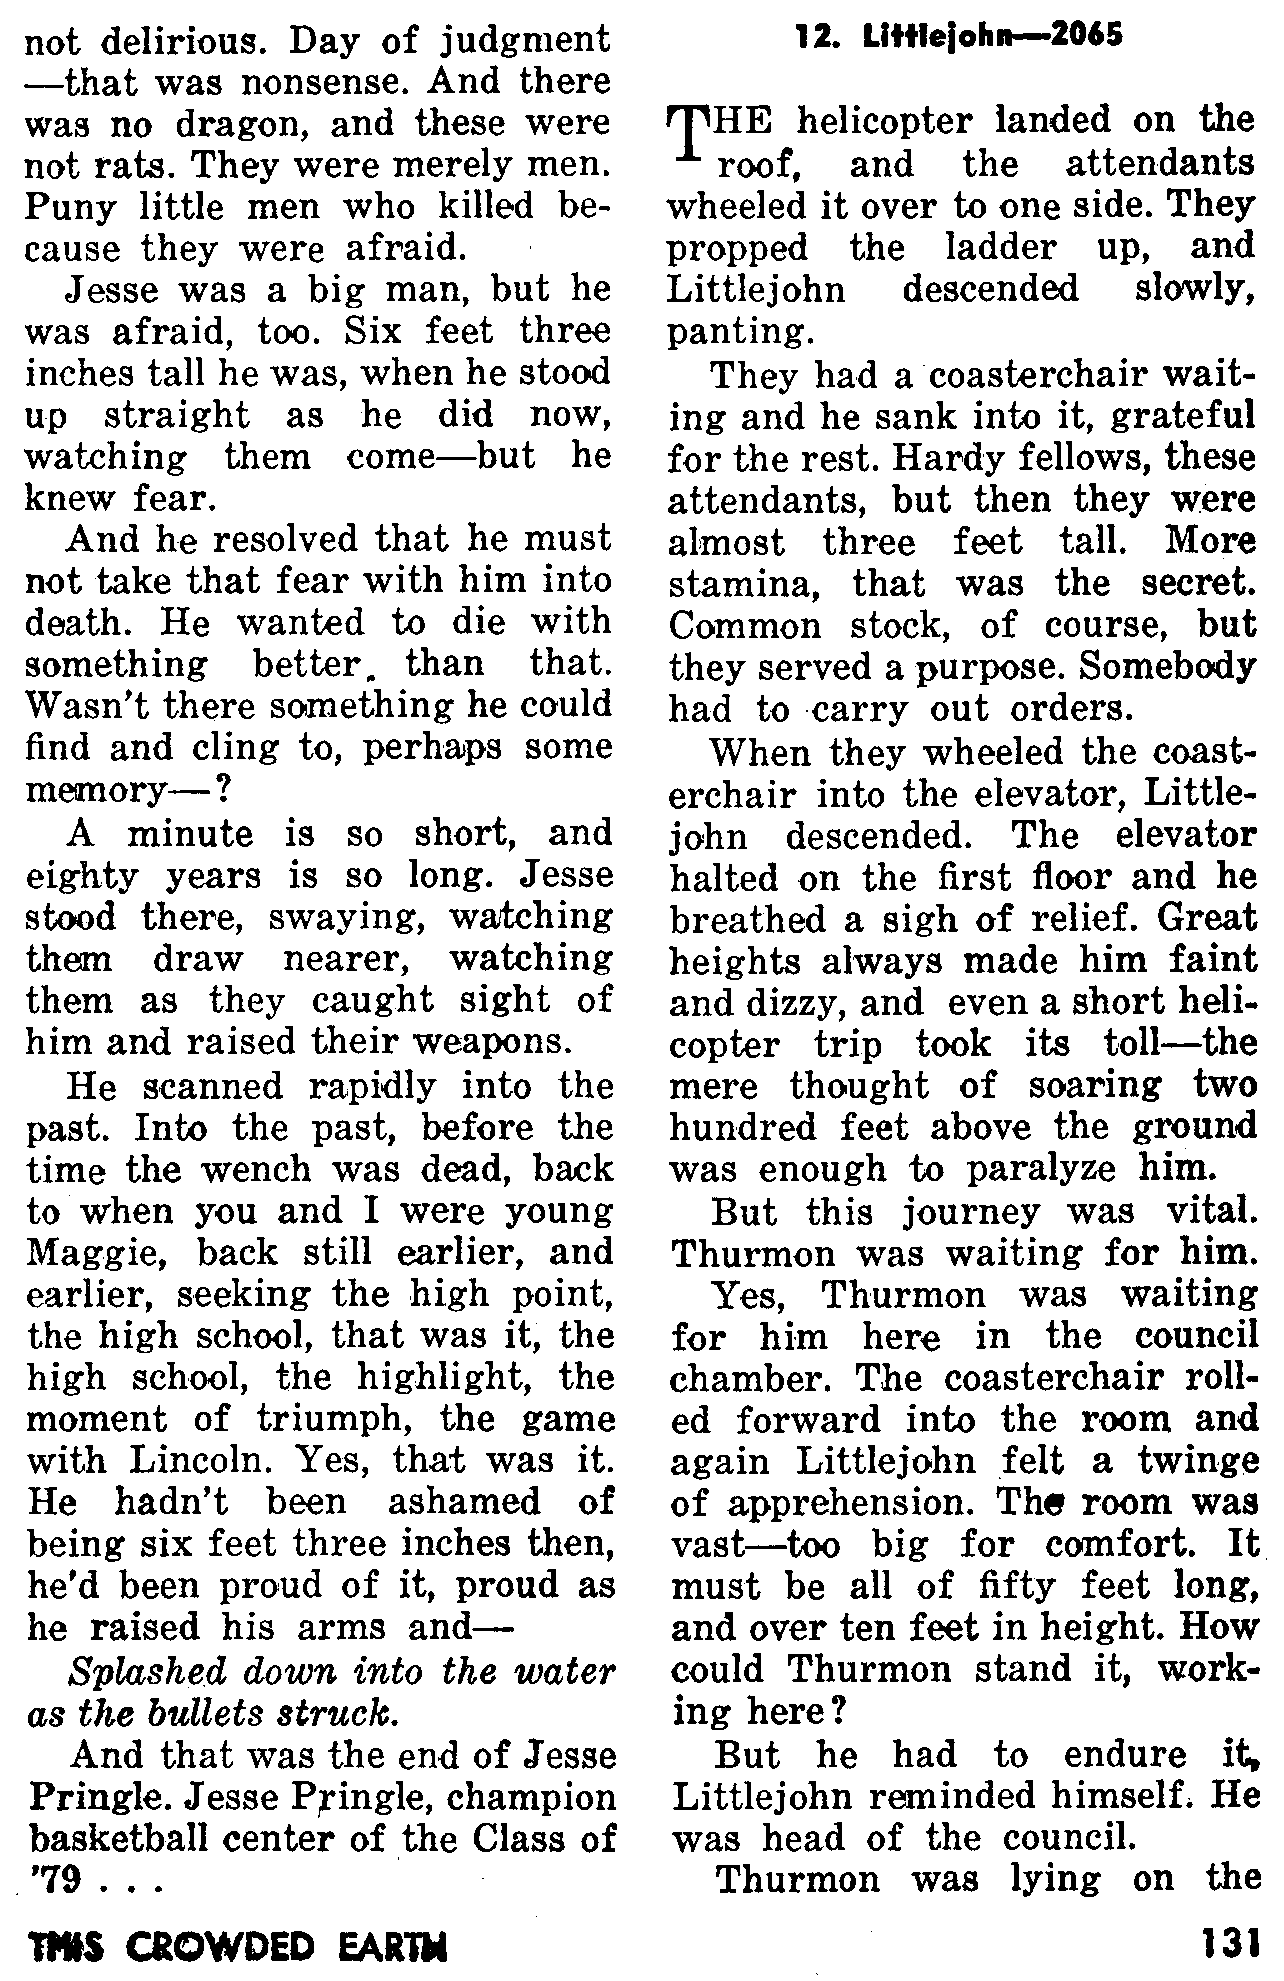 not delirious. Day of judgment
—that was nonsense. And there
was no dragon, and these were
not rats. They were merely men.
Puny little men who killed be-
cause they were afraid.
Jesse was a big man, but he
was afraid, too. Six feet three
inches tall he was, when he stood
up straight as he did now,
watching them come—but he
knew fear.
And he resolved that he must
not take that fear with him into
death. He wanted to die with
something better. than that.
Wasn't there something he could
find and cling to, perhaps some
memory—?
A minute is so short, and
eighty years is so long. Jesse
stood there, swaying, watching
them draw nearer, watching
them as they caught sight of
him and raised their weapons.
He scanned rapidly into the
past. Into the past, before the
time the wench was dead, back
to when you and I were young
Maggie, back still earlier, and
earlier, seeking the high point,
the high school, that was it, the
high school, the highlight, the
moment of triumph, the game
with Lincoln. Yes, that was it.
He hadn't been ashamed of
being six feet three inches then,
he'd been proud of it, proud as
he raised his arms and—
Splashed down into the water
as the bullets struck.
And that was the end of Jesse
Pringle. Jesse Pringle, champion
basketball center of the Class of
'79 . . .
12. Littlejohn—2065
THE helicopter landed on the
roof, and the attendants
wheeled it over to one side. They
propped the ladder up, and
Littlejohn descended slowly,
panting.
They had a coasterchair wait-
ing and he sank into it, grateful
for the rest. Hardy fellows, these
attendants, but then they were
almost three feet tall. More
stamina, that was the secret.
Common stock, of course, but
they served a purpose. Somebody
had to carry out orders.
When they wheeled the coast-
erchair into the elevator, Little-
john descended. The elevator
halted on the first floor and he
breathed a sigh of relief. Great
heights always made him faint
and dizzy, and even a short heli-
copter trip took its toll—the
mere thought of soaring two
hundred feet above the ground
was enough to paralyze him.
But this journey was vital.
Thurmon was waiting for him.
Yes, Thurmon was waiting
for him here in the council
chamber. The coasterchair roll-
ed forward into the room and
again Littlejohn felt a twinge
of apprehension. The room was
vast—too big for comfort. It
must be all of fifty feet long,
and over ten feet in height. How
could Thurmon stand it, work-
ing here?
But he had to endure it,
Littlejohn reminded himself. He
was head of the council.
Thurmon was lying on the
THIS CROWDED EARTH
131